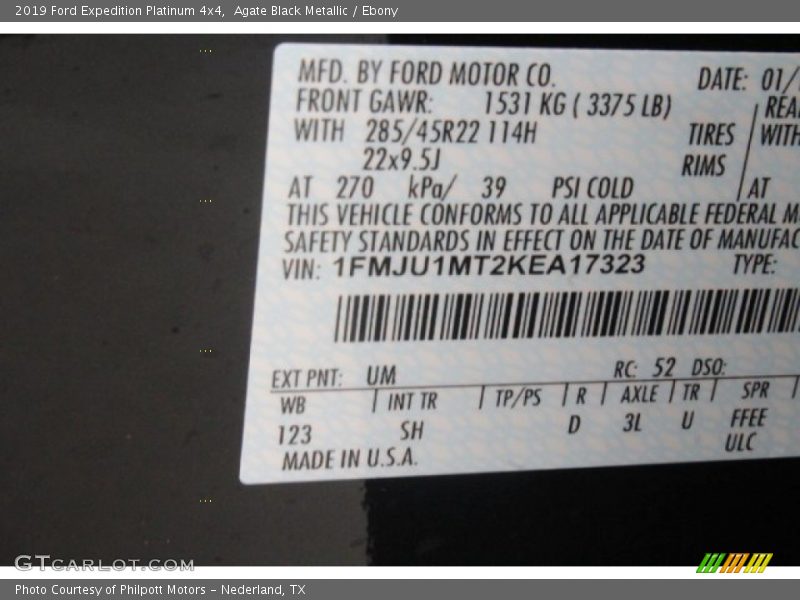 2019 Ford Expedition Platinum 4x4,  Agate Black Metallic / Ebony
MFD. BY FORD MOTOR CO.
DATE: 01/
FRONT GAWR: 1531 KG ( 3375 LB)
WITH 285/45R22 114H TIRES WITH
22x9.5J RIMS
AT 270 kPa/ 39 PSI COLD AT
THIS VEHICLE CONFORMS TO ALL APPLICABLE FEDERAL
SAFETY STANDARDS IN EFFECT ON THE DATE OF
VIN: 1FMJU1MT2KEA17323 TYPE:
EXT PNT: UM RC: 52 DSO:
WB INT TR TP/PS R AXLE TR SPR
123 SH D 3L U FFEE
ULC
MADE IN U.S.A.
GTCARLOT.COM
Photo Courtesy of Philpott Motors - Nederland, TX